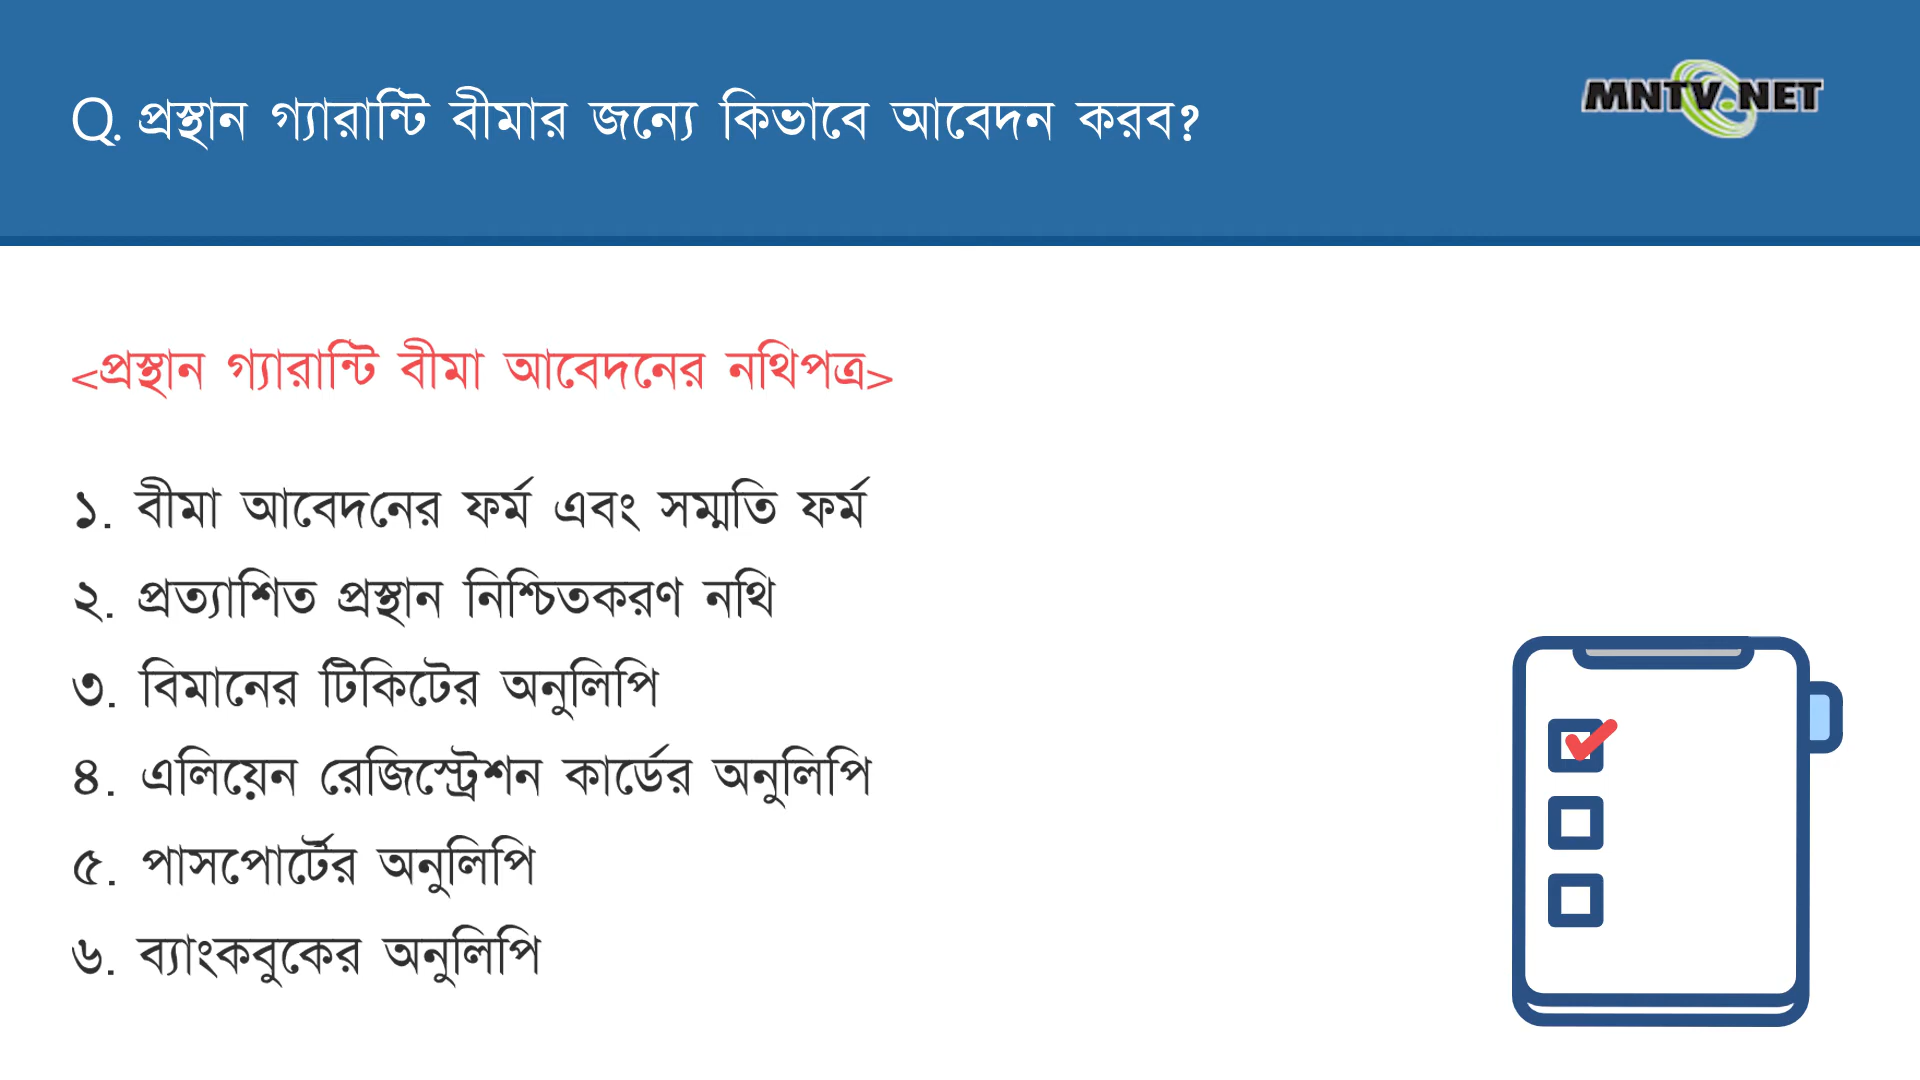 Q. প্রস্থান গ্যারান্টি বীমার জন্যে কিভাবে আবেদন করব?
MNTV.NET
<প্রস্থান গ্যারান্টি বীমা আবেদনের নথিপত্র>
১. বীমা আবেদনের ফর্ম এবং সম্মতি ফর্ম
২. প্রত্যাশিত প্রস্থান নিশ্চিতকরণ নথি
৩. বিমানের টিকিটের অনুলিপি
৪. এলিয়েন রেজিস্ট্রেশন কার্ডের অনুলিপি
৫. পাসপোর্টের অনুলিপি
৬. ব্যাংকবুকের অনুলিপি